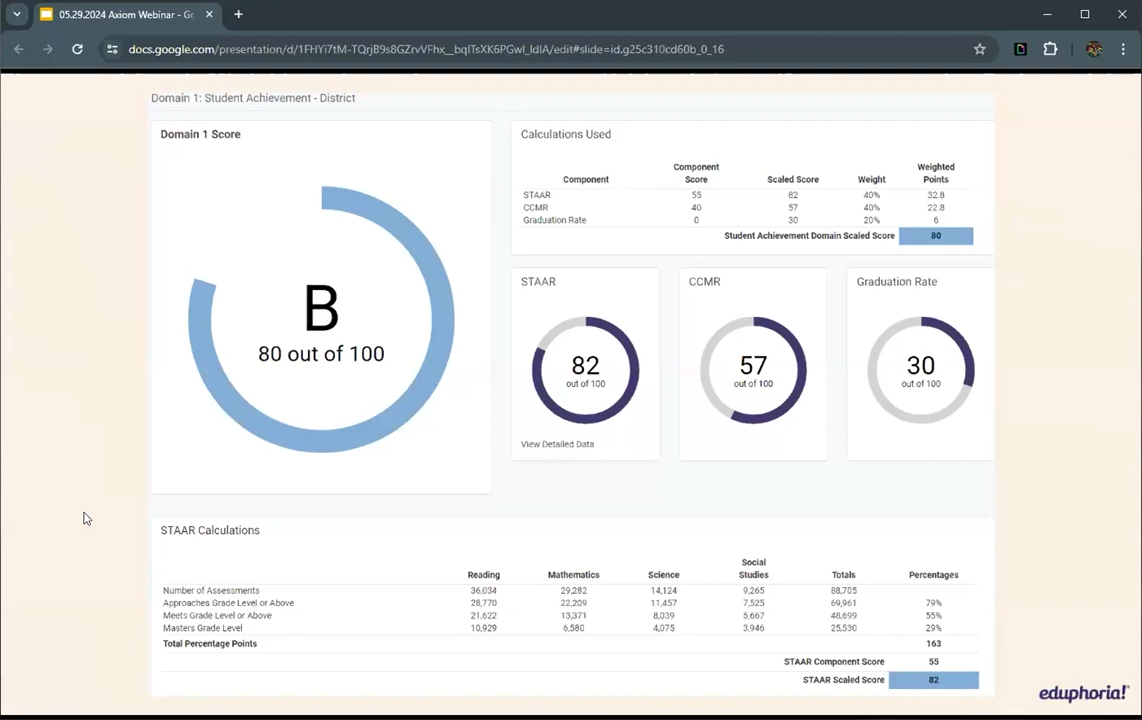 05.29.2024 Axiom Webinar - Go
docs.google.com/presentation/d/1FHYi7tM-TQrjB9s8GZrvVFhx__bqITsXK6PGwI_IdIA/edit#slide=id.g25c310cd60b_0_16
Domain 1: Student Achievement - District
Domain 1 Score
B
80 out of 100
Calculations Used
Component Component Score Scaled Score Weight Weighted Points
STAAR 55 82 40% 32.8
CCMR 40 57 40% 22.8
Graduation Rate 0 30 20% 6
Student Achievement Domain Scaled Score 80
STAAR
82
out of 100
View Detailed Data
CCMR
57
out of 100
Graduation Rate
30
out of 100
STAAR Calculations
Reading Mathematics Science Social Studies Totals Percentages
Number of Assessments 36,034 29,282 14,124 9,265 88,705
Approaches Grade Level or Above 28,770 22,209 11,457 7,525 69,961 79%
Meets Grade Level or Above 21,622 13,371 8,039 5,667 48,699 55%
Masters Grade Level 10,929 6,580 4,075 3,946 25,530 29%
Total Percentage Points 163
STAAR Component Score 55
STAAR Scaled Score 82
eduphoria!